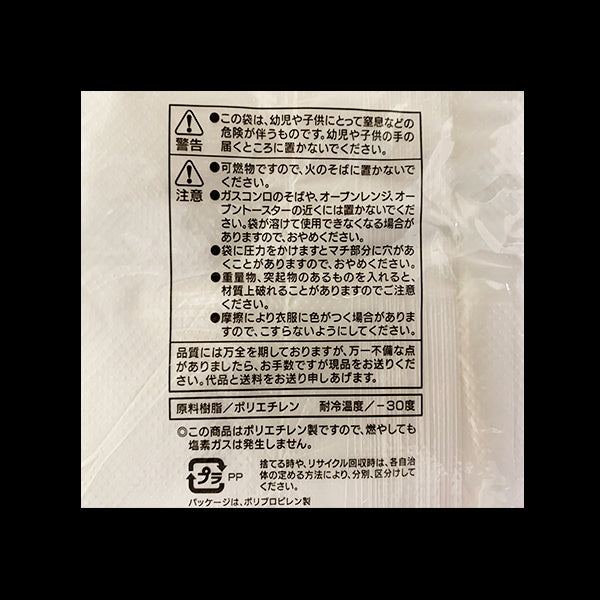 警告
●この袋は、幼児や子供にとって窒息などの
危険が伴うものです。幼児や子供の手の
届くところに置かないでください。
注意
●可燃物ですので、火のそばに置かないで
ください。
●ガスコンロのそばや、オーブンレンジ、オー
ブントースターの近くには置かないでくだ
さい。袋が溶けて使用できなくなる場合が
ありますので、おやめください。
●袋に圧力をかけますとマチ部分に穴があ
くことがありますので、おやめください。
●重量物、突起物のあるものを入れると、
材質上破れることがありますのでご注意
ください。
●摩擦により衣服に色がつく場合がありま
すので、こすらないようにしてください。
品質には万全を期しておりますが、万一不備な点
がありましたら、お手数ですが現品をお送りくだ
さい。代品と送料をお送り申しあげます。
原料樹脂/ポリエチレン 耐冷温度/-30度
◎この商品はポリエチレン製ですので、燃やしても
塩素ガスは発生しません。
プラ PP
捨てる時や、リサイクル回収時は、各自治
体の定める方法により、分別、区分けして
ください。
パッケージは、ポリプロピレン製